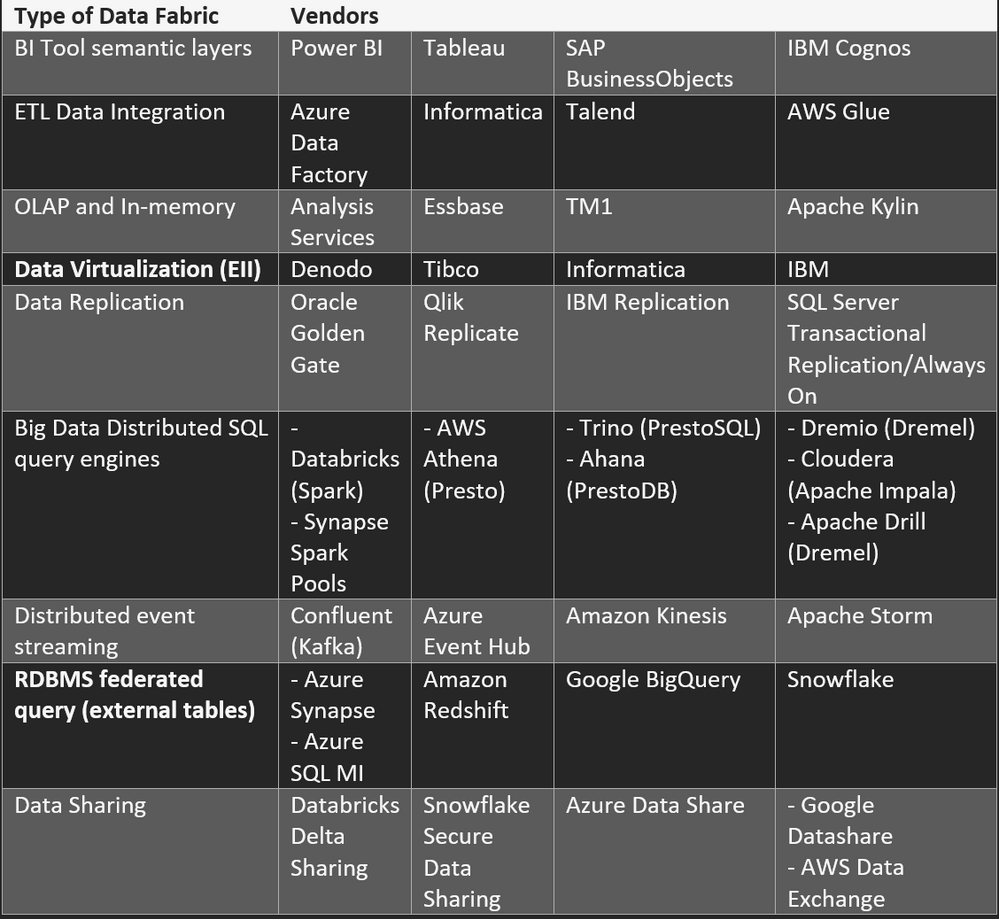 Type of Data Fabric Vendors
BI Tool semantic layers
Power BI
Tableau
SAP
BusinessObjects
IBM Cognos
ETL Data Integration
Azure
Data
Factory
Informatica
Talend
AWS Glue
OLAP and In-memory
Analysis
Services
Essbase
TM1
Apache Kylin
Data Virtualization (EII)
Denodo
Tibco
Informatica
IBM
Data Replication
Oracle
Golden
Gate
Qlik
Replicate
IBM Replication
SQL Server
Transactional
Replication/Always
On
Big Data Distributed SQL
query engines
-
Databricks
(Spark)
- Synapse
Spark
Pools
- AWS
Athena
(Presto)
- Trino (PrestoSQL)
- Ahana
(PrestoDB)
- Dremio (Dremel)
- Cloudera
(Apache Impala)
- Apache Drill
(Dremel)
Distributed event
streaming
Confluent
(Kafka)
Azure
Event Hub
Amazon Kinesis
Apache Storm
RDBMS federated
query (external tables)
- Azure
Synapse
- Azure
SQL MI
Amazon
Redshift
Google BigQuery
Snowflake
Data Sharing
Databricks
Delta
Sharing
Snowflake
Secure
Data
Sharing
Azure Data Share
- Google
Datashare
- AWS Data
Exchange